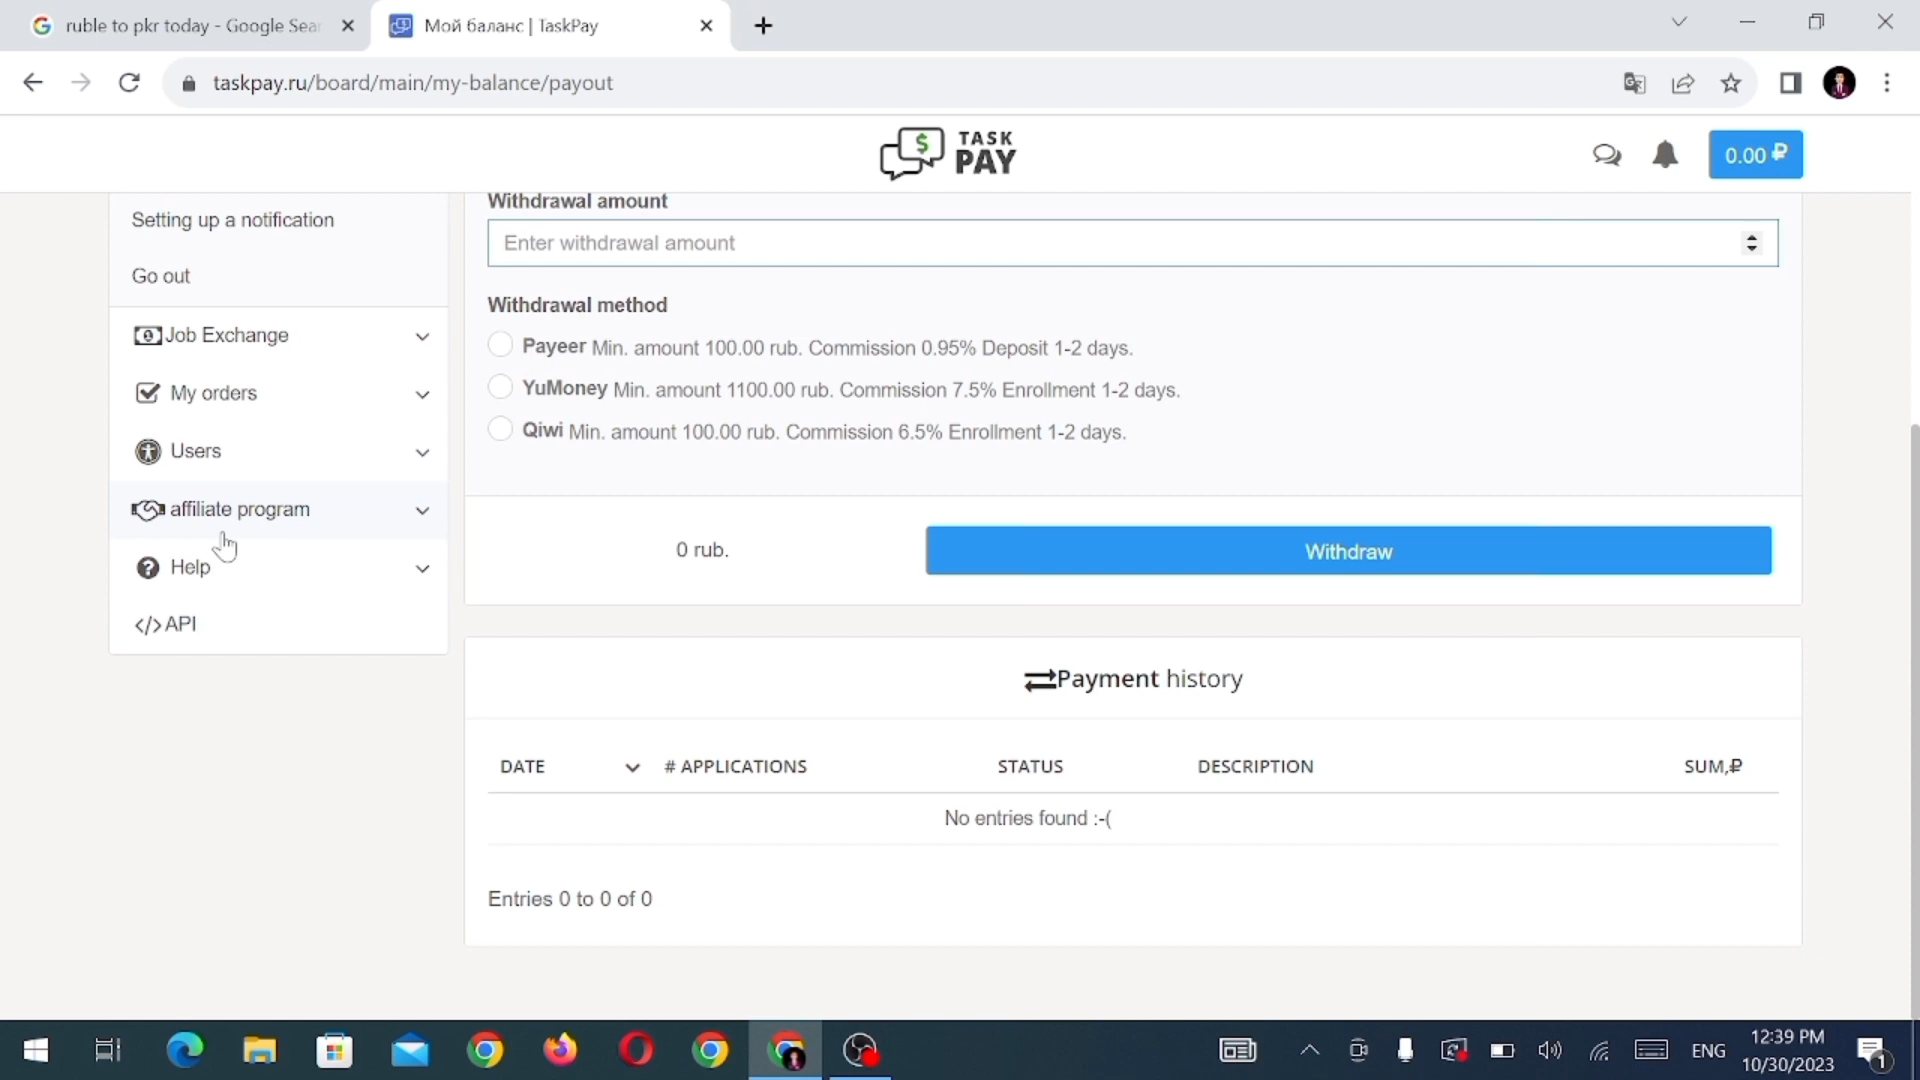 ruble to pkr today - Google Sear
Мой баланс | TaskPay
taskpay.ru/board/main/my-balance/payout
TASK
PAY
0.00 ₽
Setting up a notification
Go out
Job Exchange
My orders
Users
affiliate program
Help
</> API
Withdrawal amount
Enter withdrawal amount
Withdrawal method
Payeer Min. amount 100.00 rub. Commission 0.95% Deposit 1-2 days.
YuMoney Min. amount 1100.00 rub. Commission 7.5% Enrollment 1-2 days.
Qiwi Min. amount 100.00 rub. Commission 6.5% Enrollment 1-2 days.
0 rub.
Withdraw
Payment history
DATE # APPLICATIONS STATUS DESCRIPTION SUM,₽
No entries found :-(
Entries 0 to 0 of 0
ENG
12:39 PM
10/30/2023
1